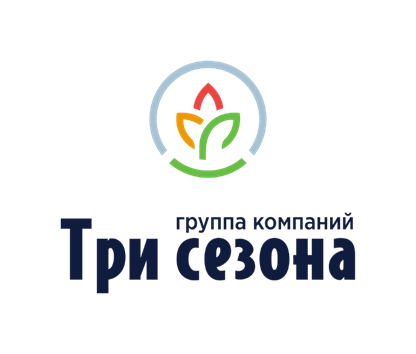 группа компаний
Три сезона